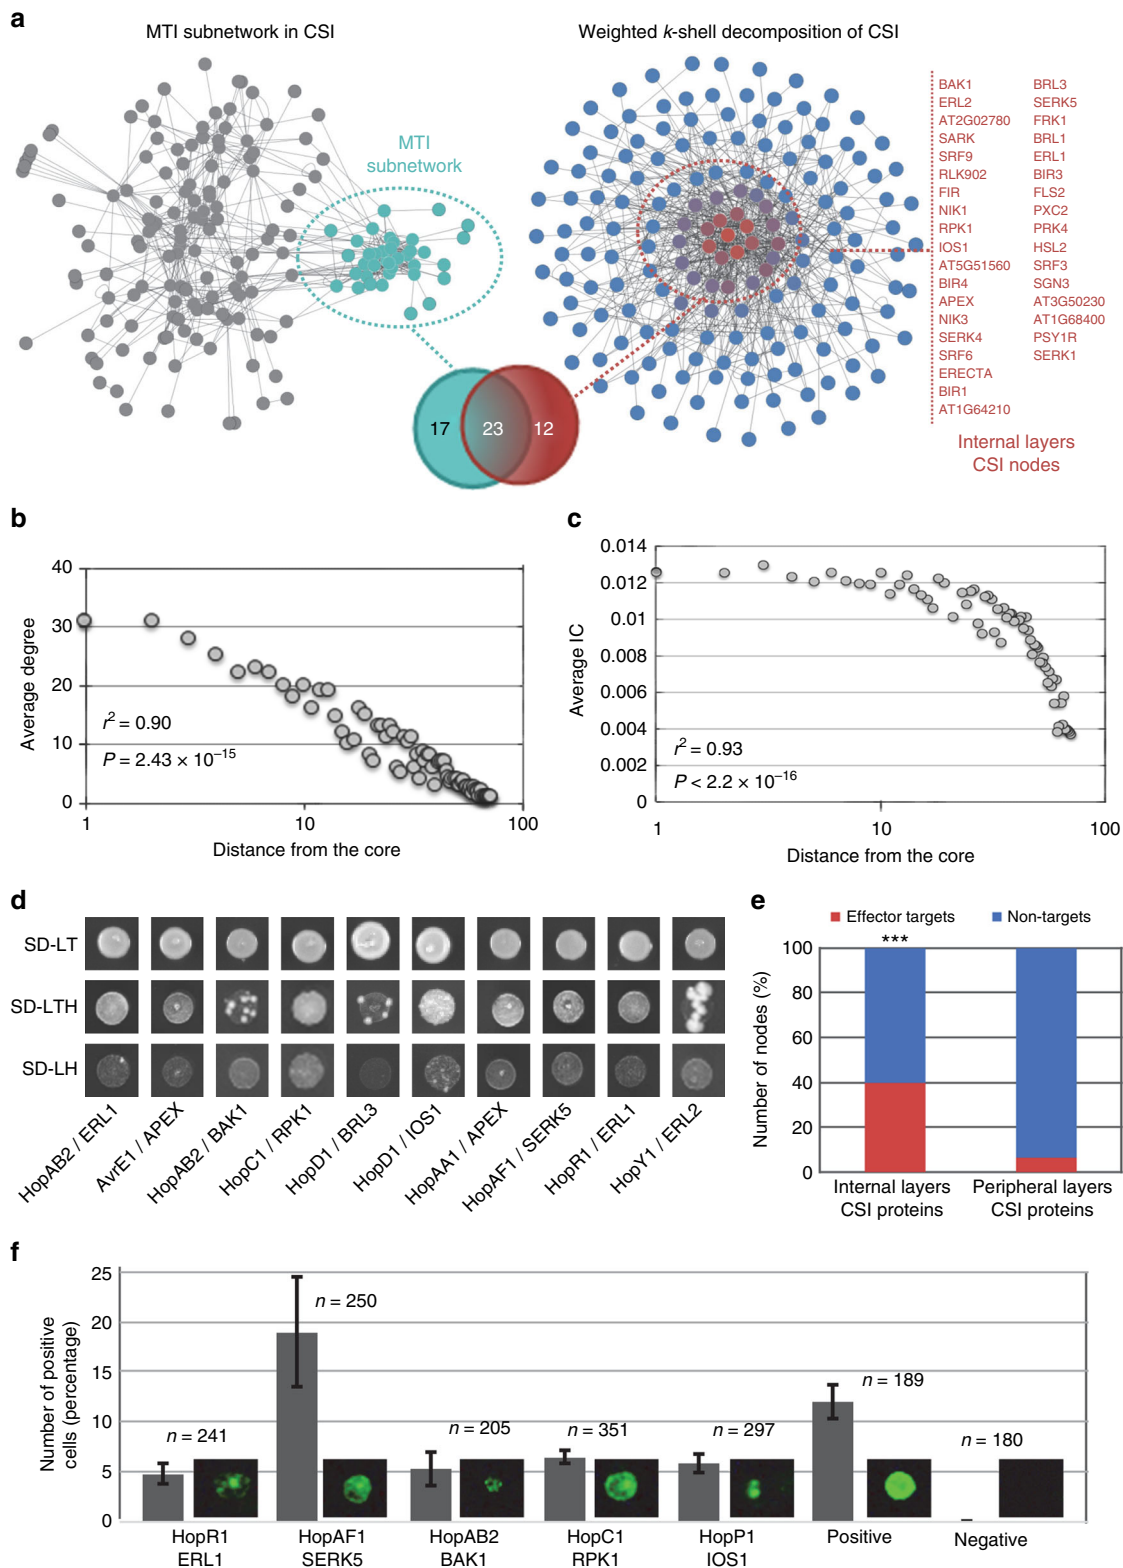 a
MTI subnetwork in CSI
Weighted k-shell decomposition of CSI
MTI
subnetwork
BAK1
ERL2
AT2G02780
SARK
SRF9
RLK902
FIR
NIK1
RPK1
IOS1
AT5G51560
BIR4
APEX
NIK3
SERK4
SRF6
ERECTA
BIR1
AT1G64210
BRL3
SERK5
FRK1
BRL1
ERL1
BIR3
FLS2
PXC2
PRK4
HSL2
SRF3
SGN3
AT3G50230
AT1G68400
PSY1R
SERK1
Internal layers
CSI nodes
17 23 12
b
Average degree
40
30
20
10
0
r² = 0.90
P = 2.43 × 10⁻¹⁵
1 10 100
Distance from the core
c
Average IC
0.014
0.012
0.01
0.008
0.006
0.004
0.002
0
r² = 0.93
P < 2.2 × 10⁻¹⁶
1 10 100
Distance from the core
d
SD-LT
SD-LTH
SD-LH
HopAB2 / ERL1
AvrE1 / APEX
HopAB2 / BAK1
HopC1 / RPK1
HopD1 / BRL3
HopD1 / IOS1
HopAA1 / APEX
HopAF1 / SERK5
HopR1 / ERL1
HopY1 / ERL2
e
Effector targets Non-targets
***
Number of nodes (%)
100
80
60
40
20
0
Internal layers
CSI proteins
Peripheral layers
CSI proteins
f
Number of positive
cells (percentage)
25
20
15
10
5
0
n = 241
n = 250
n = 205
n = 351
n = 297
n = 189
n = 180
HopR1
ERL1
HopAF1
SERK5
HopAB2
BAK1
HopC1
RPK1
HopP1
IOS1
Positive
Negative